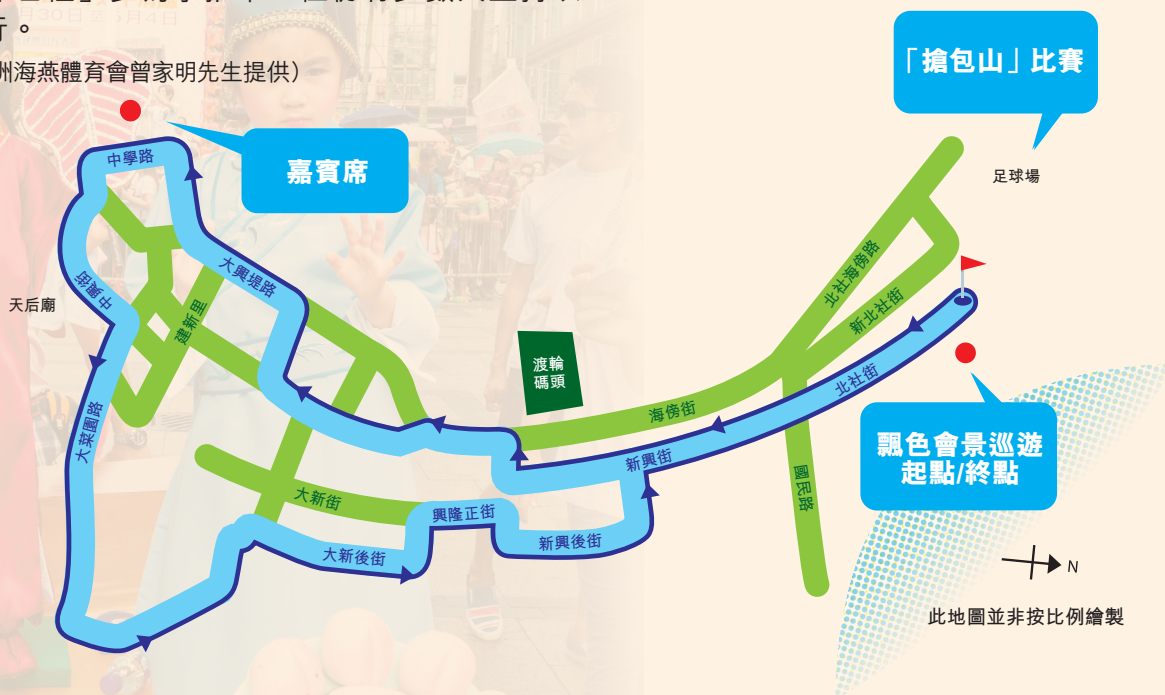 行。
洲海燕體育會曾家明先生提供）
「搶包山」比賽
足球場
中學路
嘉賓席
中興街
天后廟
大興堤路
建新里
大菜園路
渡輪
碼頭
北社海傍路
新北社街
北社街
海傍街
新興街
國民路
大新街
興隆正街
大新後街
新興後街
飄色會景巡遊
起點/終點
N
此地圖並非按比例繪製